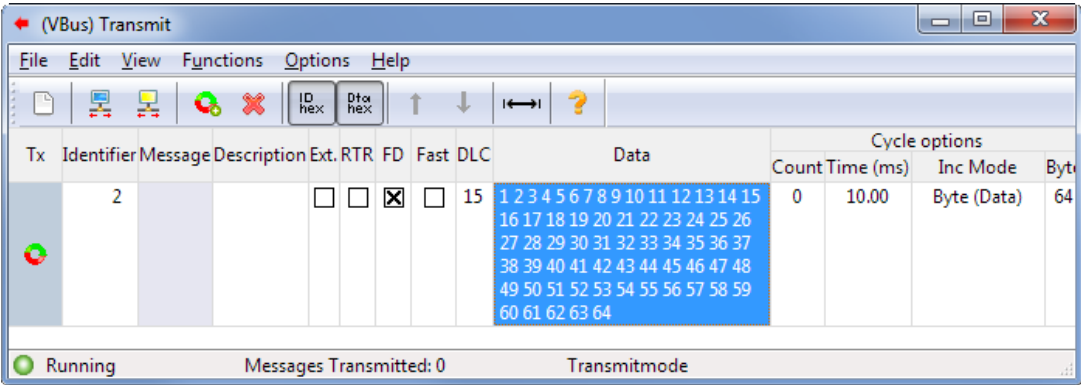 (VBus) Transmit
File Edit View Functions Options Help
ID hex Dta hex
Cycle options
Tx Identifier Message Description Ext. RTR FD Fast DLC Data Count Time (ms) Inc Mode Byte
2 15 1 2 3 4 5 6 7 8 9 10 11 12 13 14 15 0 10.00 Byte (Data) 64
16 17 18 19 20 21 22 23 24 25 26
27 28 29 30 31 32 33 34 35 36 37
38 39 40 41 42 43 44 45 46 47 48
49 50 51 52 53 54 55 56 57 58 59
60 61 62 63 64
Running Messages Transmitted: 0 Transmitmode